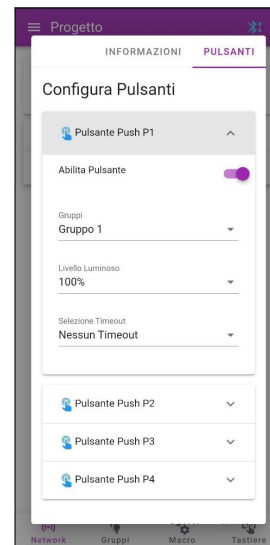 Progetto
INFORMAZIONI PULSANTI
Configura Pulsanti
Pulsante Push P1
Abilita Pulsante
Gruppi
Gruppo 1
Livello Luminoso
100%
Selezione Timeout
Nessun Timeout
Pulsante Push P2
Pulsante Push P3
Pulsante Push P4
Network Gruppi Macro Tastiere